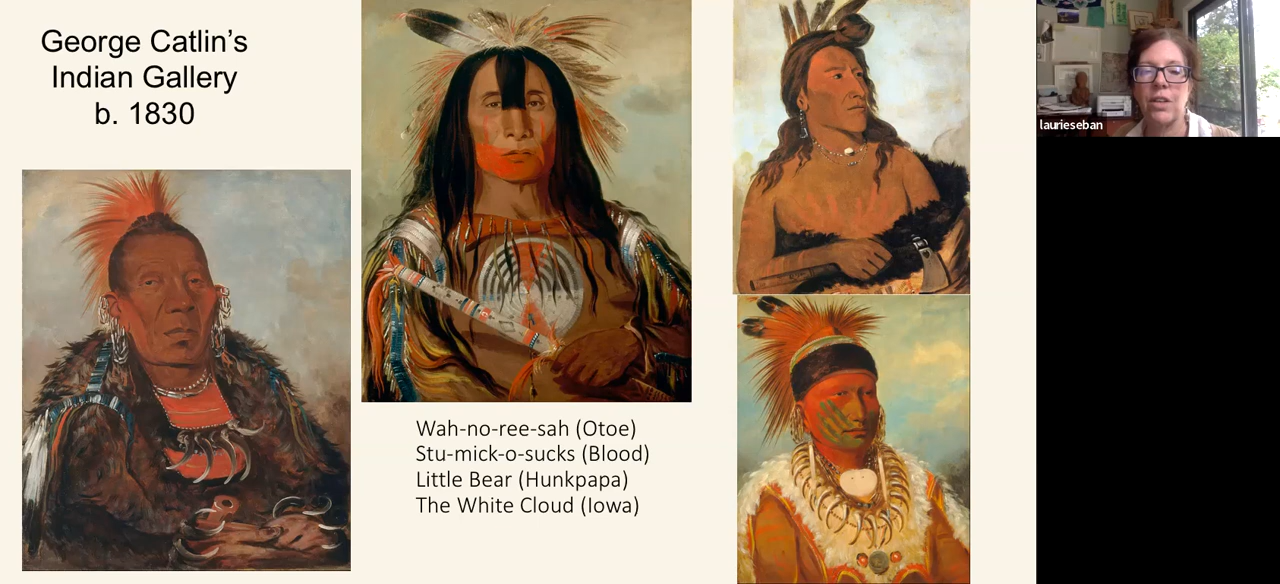 George Catlin’s
Indian Gallery
b. 1830
Wah-no-ree-sah (Otoe)
Stu-mick-o-sucks (Blood)
Little Bear (Hunkpapa)
The White Cloud (Iowa)
laurieseban